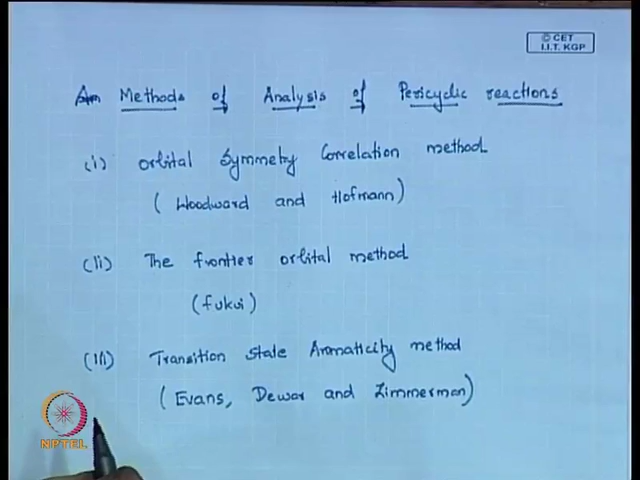 © CET
I.I.T. KGP
Methods of Analysis of Pericyclic reactions
(i) Orbital Symmetry Correlation method
(Woodward and Hofmann)
(ii) The frontier orbital method
(fukui)
(iii) Transition state Aromaticity method
(Evans, Dewar and Zimmerman)
NPTEL